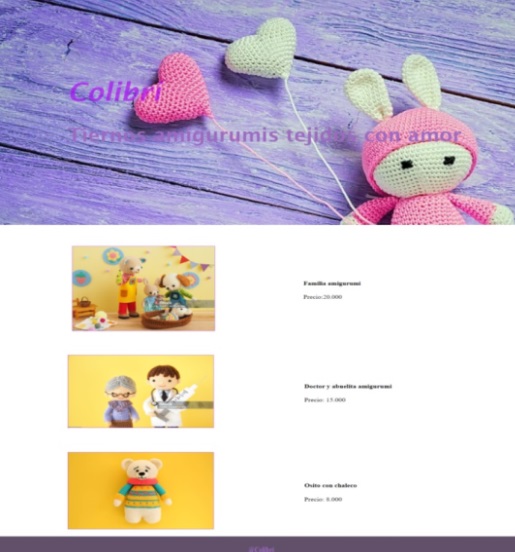 Colibri
Tiernos amigurumis tejidos con amor
Familia amigurumi
Precio:20.000
Doctor y abuelita amigurumi
Precio: 15.000
Osito con chaleco
Precio: 8.000